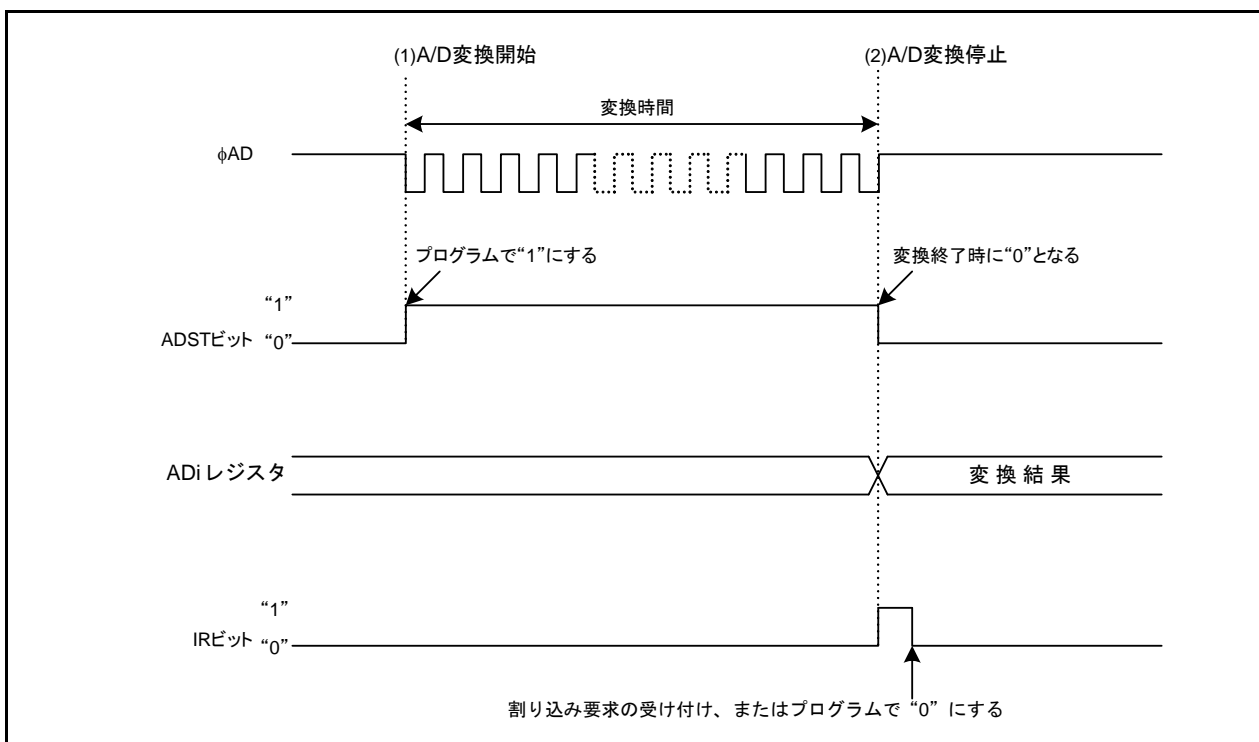 (1)A/D変換開始
(2)A/D変換停止
変換時間
φAD
プログラムで“1”にする
変換終了時に“0”となる
“1”
ADSTビット “0”
ADiレジスタ
変 換 結 果
“1”
IRビット “0”
割り込み要求の受け付け、またはプログラムで “0” にする